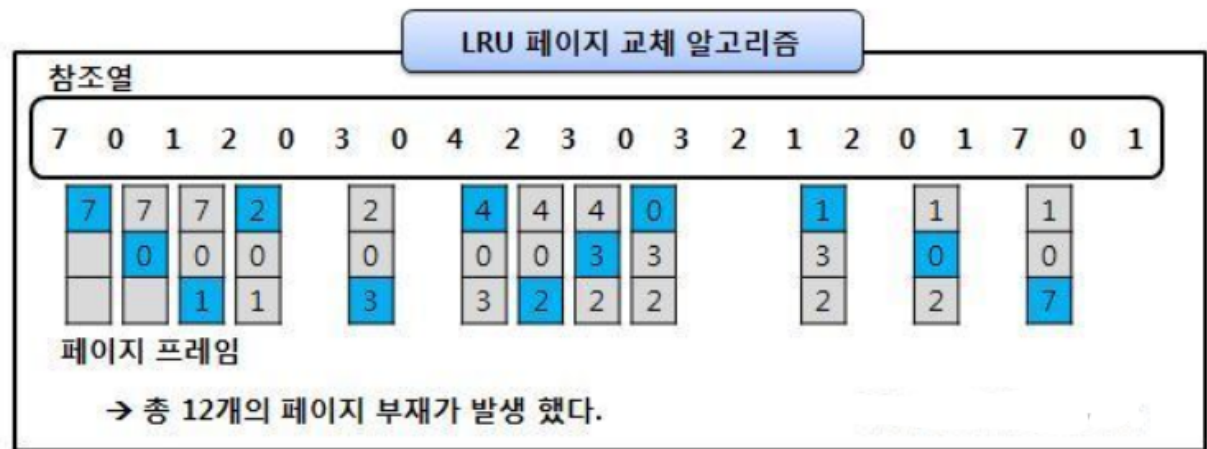 LRU 페이지 교체 알고리즘
참조열
7 0 1 2 0 3 0 4 2 3 0 3 2 1 2 0 1 7 0 1
7 7 7 2 2 4 4 4 0 1 1 1
0 0 0 0 0 0 3 3 3 0 0
1 1 3 3 2 2 2 2 2 7
페이지 프레임
→ 총 12개의 페이지 부재가 발생 했다.